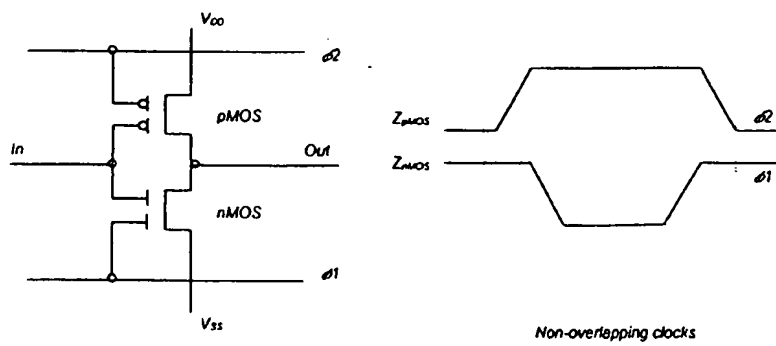 VDD
ø2
pMOS
In
Out
nMOS
ø1
VSS
ZpMOS
ø2
ZnMOS
ø1
Non-overlapping clocks